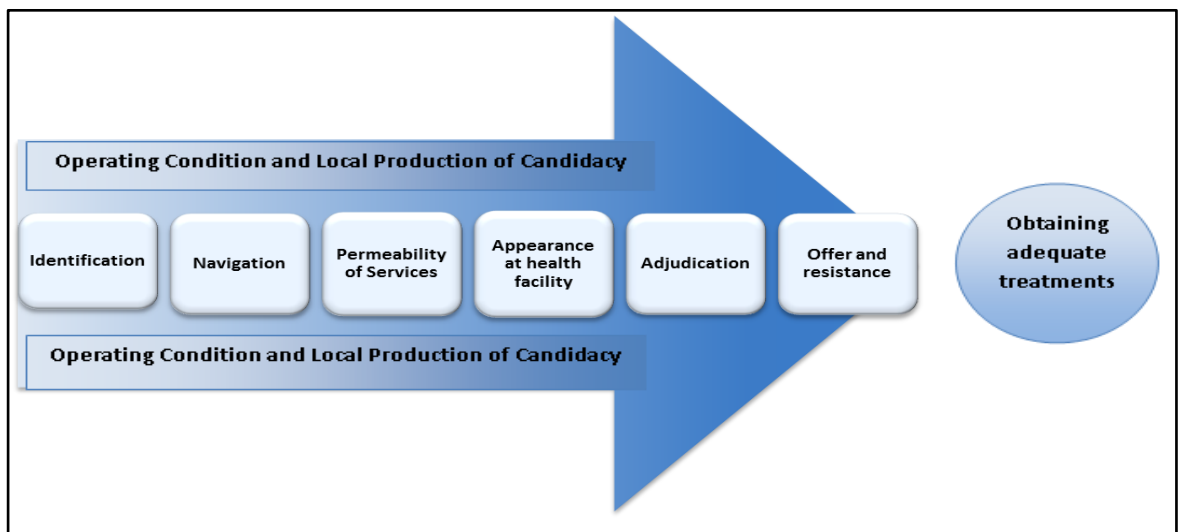 Operating Condition and Local Production of Candidacy
Identification
Navigation
Permeability
of Services
Appearance
at health
facility
Adjudication
Offer and
resistance
Obtaining
adequate
treatments
Operating Condition and Local Production of Candidacy